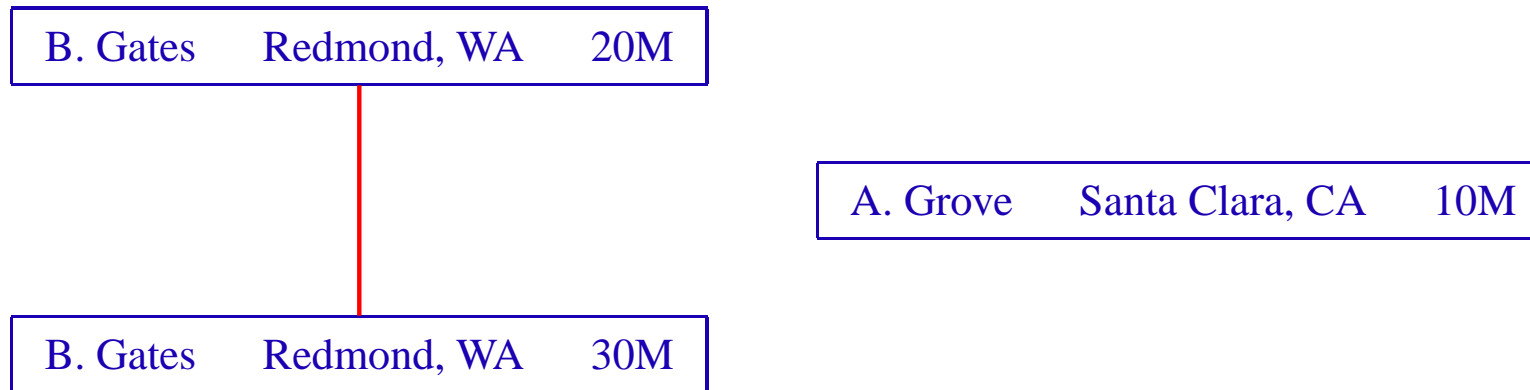 B. Gates Redmond, WA 20M
A. Grove Santa Clara, CA 10M
B. Gates Redmond, WA 30M